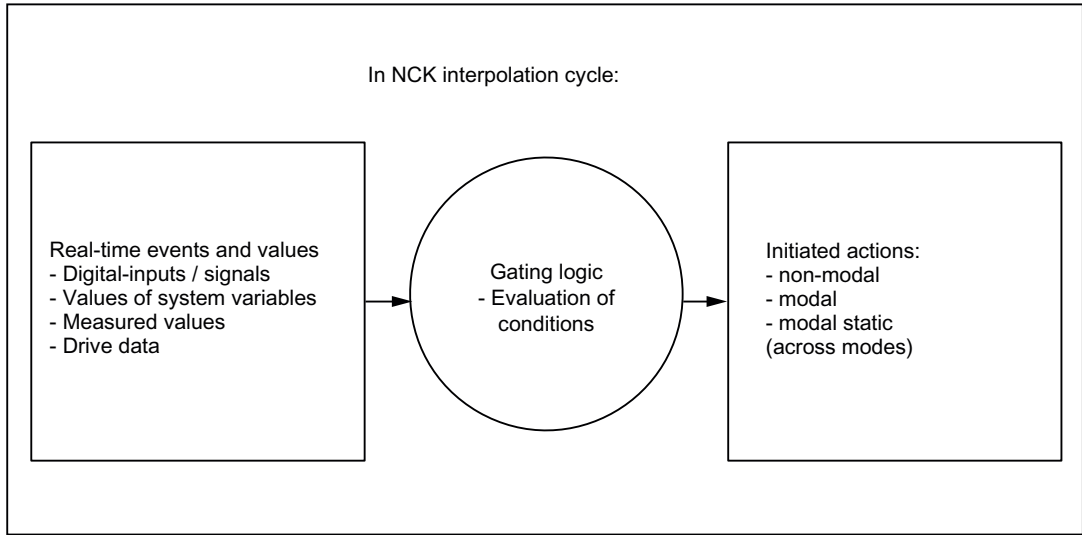 In NCK interpolation cycle:
Real-time events and values
- Digital-inputs / signals
- Values of system variables
- Measured values
- Drive data
Gating logic
- Evaluation of
conditions
Initiated actions:
- non-modal
- modal
- modal static
(across modes)